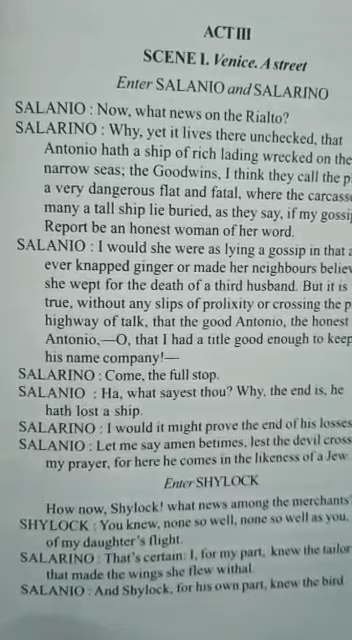 ACT III
SCENE I. Venice. A street
Enter SALANIO and SALARINO
SALANIO : Now, what news on the Rialto?
SALARINO : Why, yet it lives there unchecked, that
Antonio hath a ship of rich lading wrecked on the
narrow seas; the Goodwins, I think they call the
a very dangerous flat and fatal, where the
many a tall ship lie buried, as they say, if my
Report be an honest woman of her word.
SALANIO : I would she were as lying a gossip in that
ever knapped ginger or made her neighbours
she wept for the death of a third husband. But it is
true, without any slips of prolixity or crossing the
highway of talk, that the good Antonio, the honest
Antonio,—O, that I had a title good enough to keep
his name company!—
SALARINO : Come, the full stop.
SALANIO : Ha, what sayest thou? Why, the end is, he
hath lost a ship.
SALARINO : I would it might prove the end of his losses
SALANIO : Let me say amen betimes, lest the devil cross
my prayer, for here he comes in the likeness of a Jew
Enter SHYLOCK
How now, Shylock! what news among the merchants
SHYLOCK : You knew, none so well, none so well as you,
of my daughter's flight.
SALARINO : That's certain: I, for my part, knew the tailor
that made the wings she flew withal.
SALANIO : And Shylock, for his own part, knew the bird